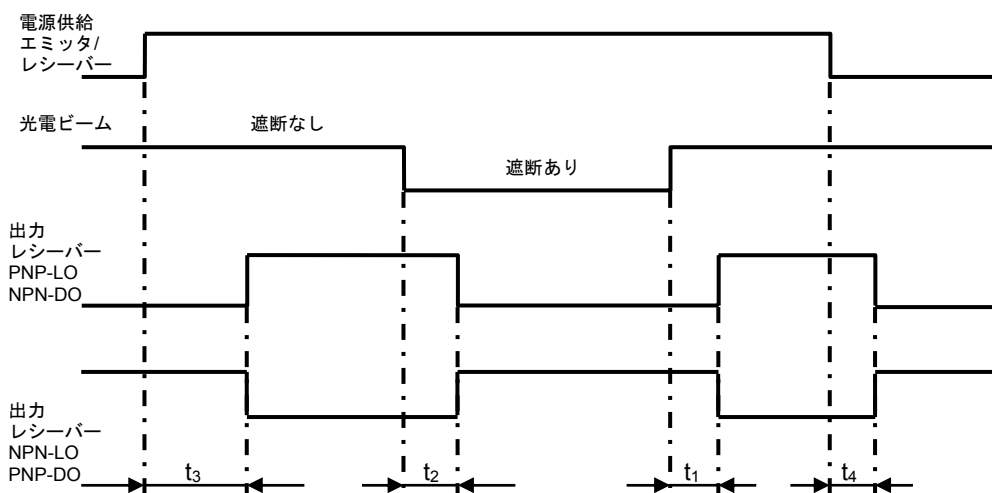 電源供給
エミッタ/
レシーバー
光電ビーム
遮断なし
遮断あり
出力
レシーバー
PNP-LO
NPN-DO
出力
レシーバー
NPN-LO
PNP-DO
t3
t2
t1
t4